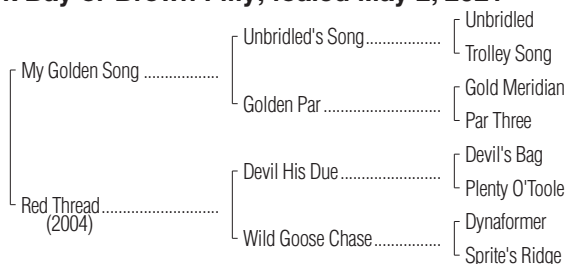 k Bay or Brown Filly; foaled May 2, 2021
Unbridled
Unbridled's Song..................
Trolley Song
My Golden Song ..................
Gold Meridian
Golden Par ............................
Par Three
Devil's Bag
Devil His Due ........................
Plenty O'Toole
Red Thread............................
(2004)
Dynaformer
Wild Goose Chase................
Sprite's Ridge